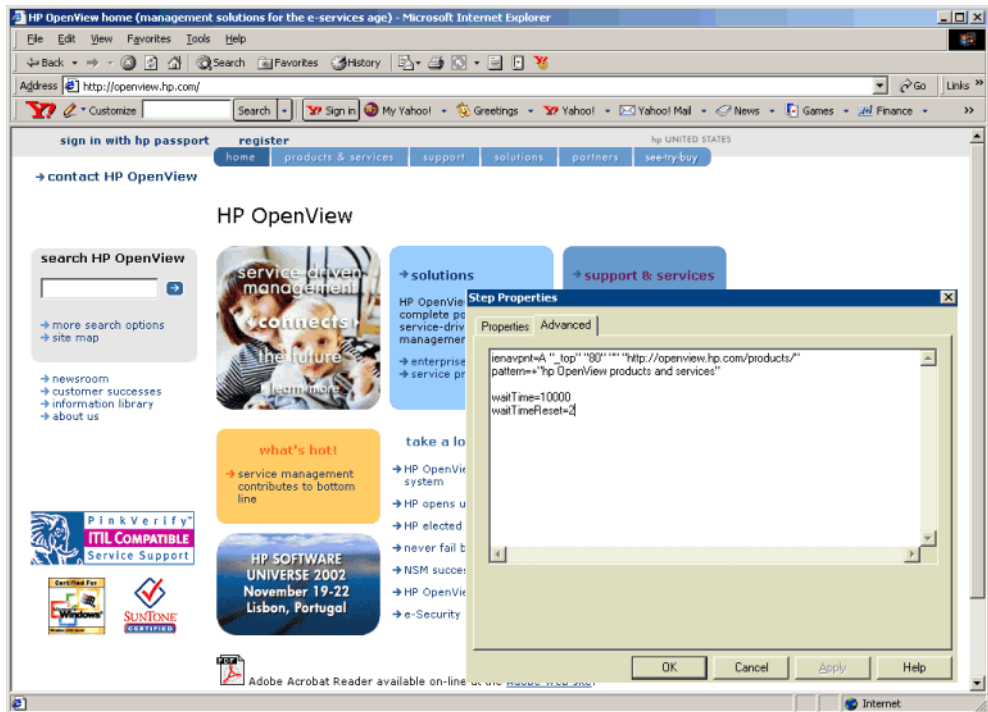 HP OpenView home (management solutions for the e-services age) - Microsoft Internet Explorer
File Edit View Favorites Tools Help
Back Search Favorites History
Address http://openview.hp.com/ Go Links »
Y? Customize Search Sign in My Yahoo! Greetings Yahoo! Yahoo! Mail News Games Finance »
sign in with hp passport register hp UNITED STATES
home products & services support solutions partners see·try·buy
contact HP OpenView
HP OpenView
search HP OpenView
more search options
site map
newsroom
customer successes
information library
about us
service driven
management
connects
the future
learn more
solutions
HP OpenVie
complete po
service-driv
managemer
enterprise
service pr
support & services
what's hot!
service management
contributes to bottom
line
take a lo
HP OpenVie
system
HP opens u
HP elected
never fail b
NSM succes
HP OpenVie
e-Security
PinkVerify™
ITIL COMPATIBLE
Service Support
Certified For
Windows
SUNTONE
CERTIFIED
HP SOFTWARE
UNIVERSE 2002
November 19-22
Lisbon, Portugal
Adobe Acrobat Reader available on-line at the Adobe Web site.
Step Properties
Properties Advanced
ienavpnt=A "_top" "80" "" "http://openview.hp.com/products/"
pattern=+"hp OpenView products and services"
waitTime=10000
waitTimeReset=2
OK Cancel Apply Help
Internet